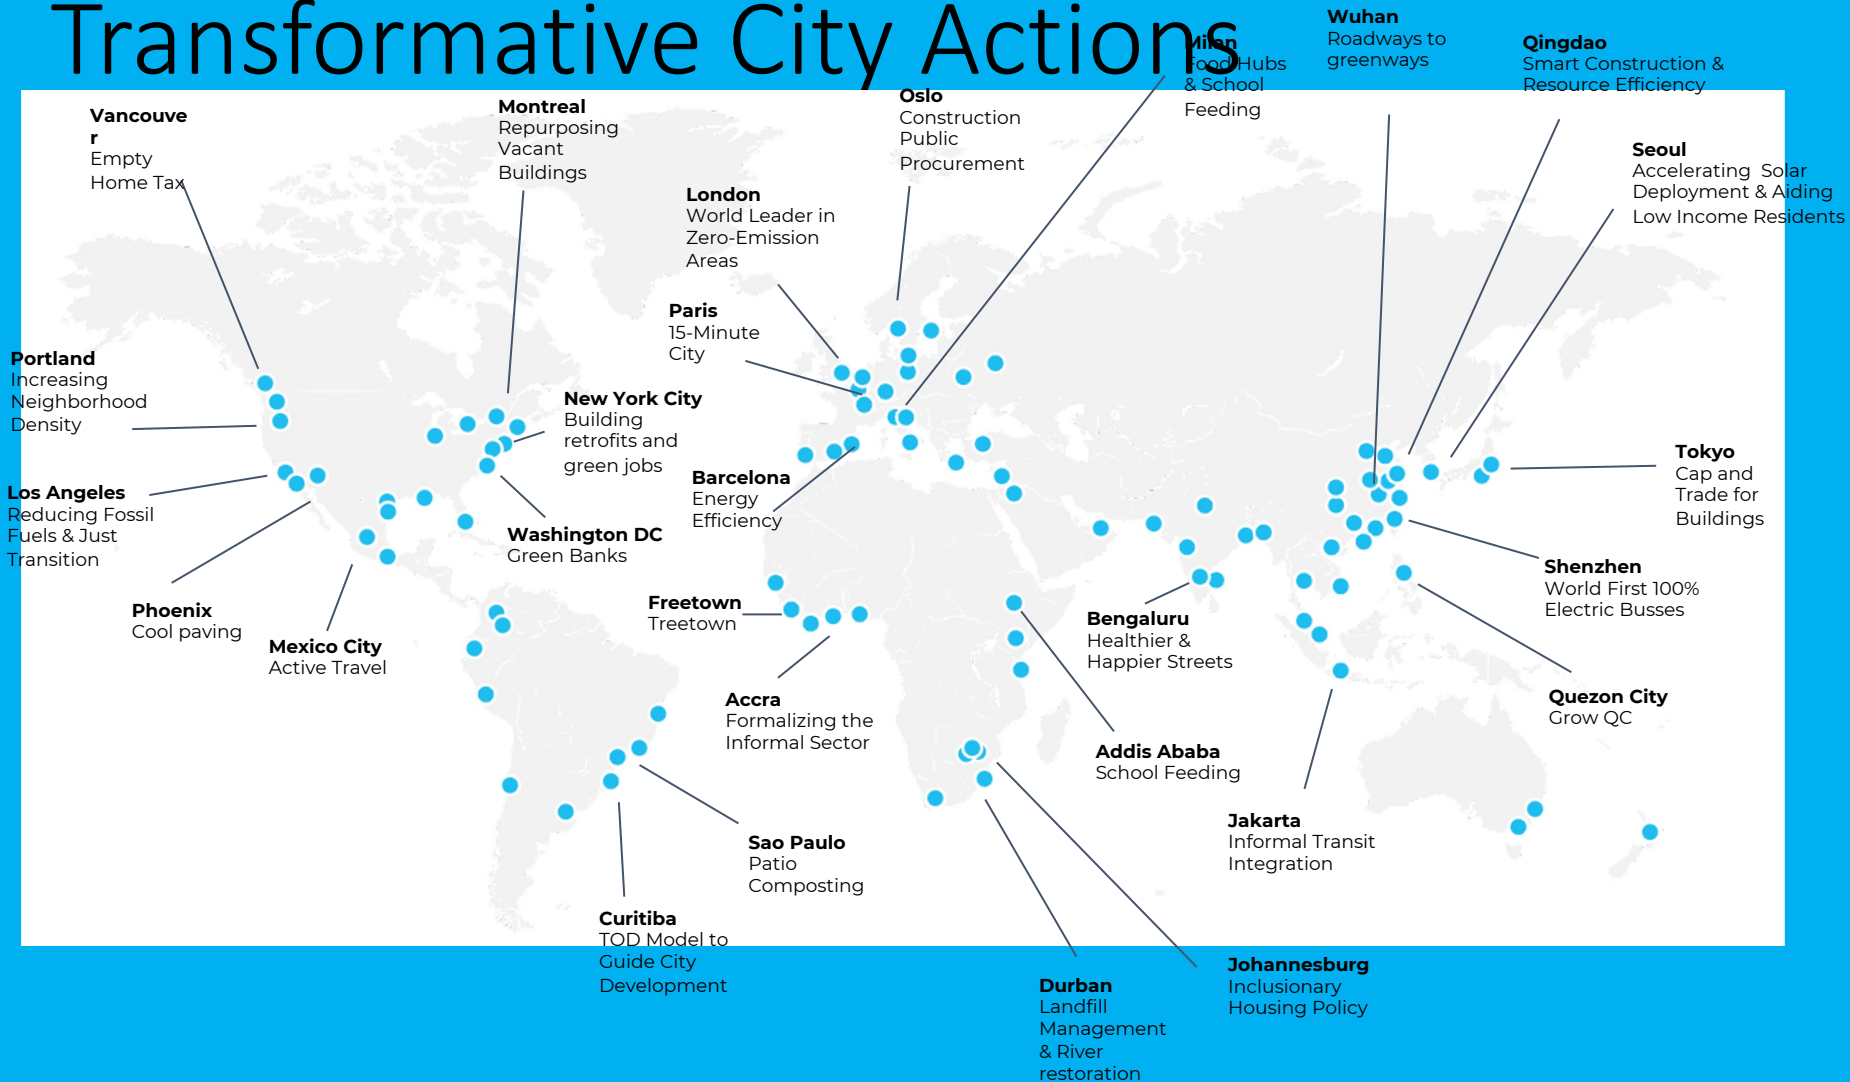 Transformative City Actions
Wuhan
Roadways to
greenways
Milan
Food Hubs
& School
Feeding
Qingdao
Smart Construction &
Resource Efficiency
Vancouve
r
Empty
Home Tax
Montreal
Repurposing
Vacant
Buildings
Oslo
Construction
Public
Procurement
Seoul
Accelerating  Solar
Deployment & Aiding
Low Income Residents
London
World Leader in
Zero-Emission
Areas
Paris
15-Minute
City
Portland
Increasing
Neighborhood
Density
New York City
Building
retrofits and
green jobs
Barcelona
Energy
Efficiency
Tokyo
Cap and
Trade for
Buildings
Los Angeles
Reducing Fossil
Fuels & Just
Transition
Washington DC
Green Banks
Shenzhen
World First 100%
Electric Busses
Phoenix
Cool paving
Mexico City
Active Travel
Freetown
Treetown
Bengaluru
Healthier &
Happier Streets
Accra
Formalizing the
Informal Sector
Quezon City
Grow QC
Addis Ababa
School Feeding
Jakarta
Informal Transit
Integration
Sao Paulo
Patio
Composting
Curitiba
TOD Model to
Guide City
Development
Johannesburg
Inclusionary
Housing Policy
Durban
Landfill
Management
& River
restoration